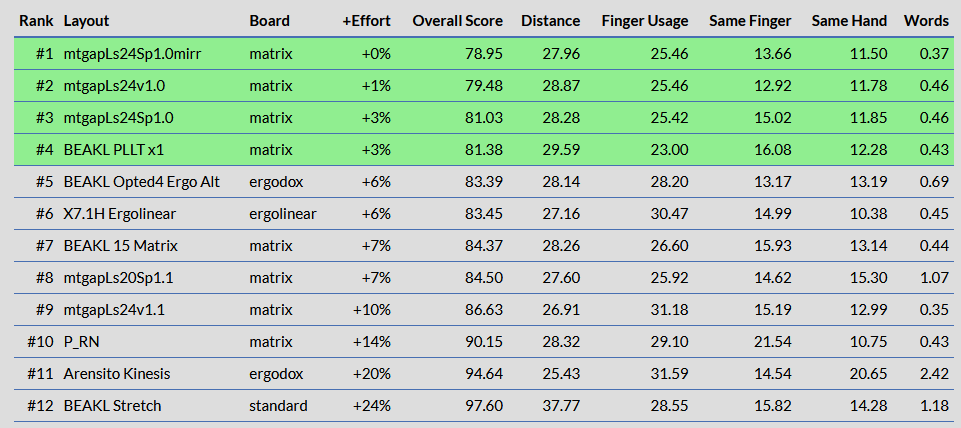 Rank Layout Board +Effort Overall Score Distance Finger Usage Same Finger Same Hand Words
#1 mtgapLs24Sp1.0mirr matrix +0% 78.95 27.96 25.46 13.66 11.50 0.37
#2 mtgapLs24v1.0 matrix +1% 79.48 28.87 25.46 12.92 11.78 0.46
#3 mtgapLs24Sp1.0 matrix +3% 81.03 28.28 25.42 15.02 11.85 0.46
#4 BEAKL PLLT x1 matrix +3% 81.38 29.59 23.00 16.08 12.28 0.43
#5 BEAKL Opted4 Ergo Alt ergodox +6% 83.39 28.14 28.20 13.17 13.19 0.69
#6 X7.1H Ergolinear ergolinear +6% 83.45 27.16 30.47 14.99 10.38 0.45
#7 BEAKL 15 Matrix matrix +7% 84.37 28.26 26.60 15.93 13.14 0.44
#8 mtgapLs20Sp1.1 matrix +7% 84.50 27.60 25.92 14.62 15.30 1.07
#9 mtgapLs24v1.1 matrix +10% 86.63 26.91 31.18 15.19 12.99 0.35
#10 P_RN matrix +14% 90.15 28.32 29.10 21.54 10.75 0.43
#11 Arensito Kinesis ergodox +20% 94.64 25.43 31.59 14.54 20.65 2.42
#12 BEAKL Stretch standard +24% 97.60 37.77 28.55 15.82 14.28 1.18